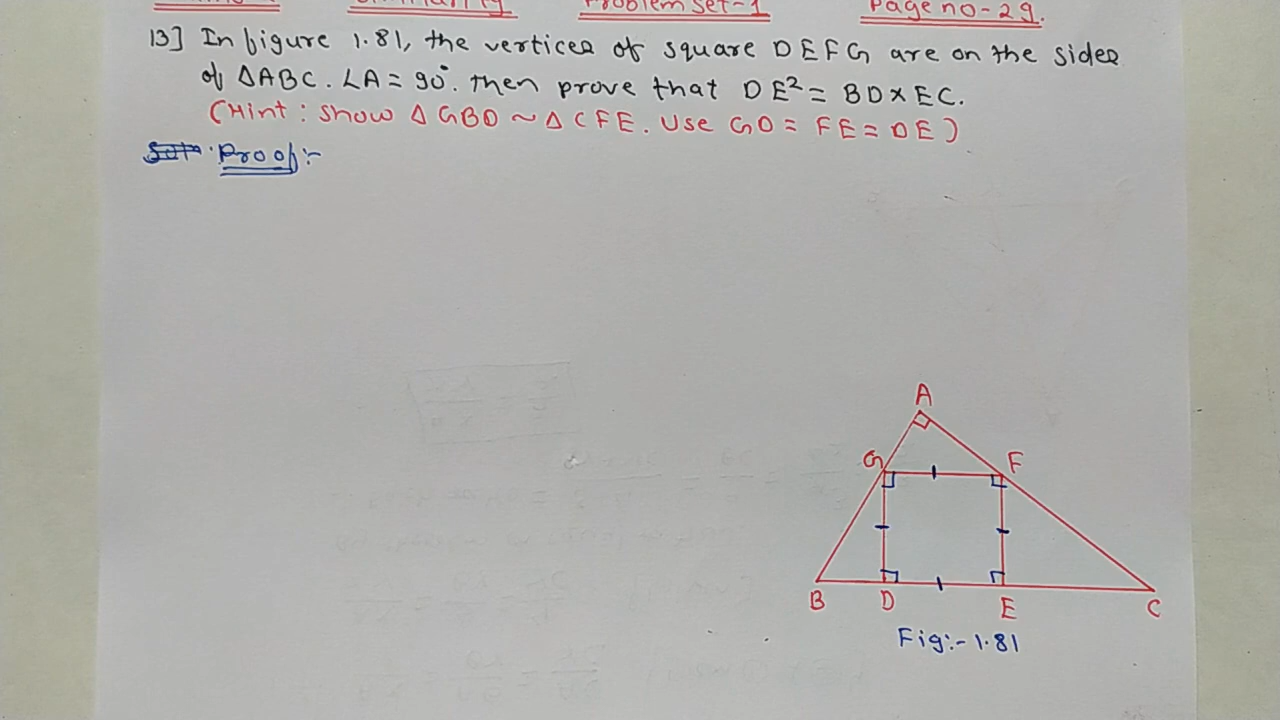 Problem Set-1 Page no-29.
13] In figure 1.81, the vertices of square DEFG are on the sides
of ΔABC. ∠A = 90°. then prove that DE² = BD×EC.
(Hint : show Δ GBD ~ Δ CFE. Use GD = FE = DE)
Proof:-
A
G F
B D E C
Fig:- 1.81